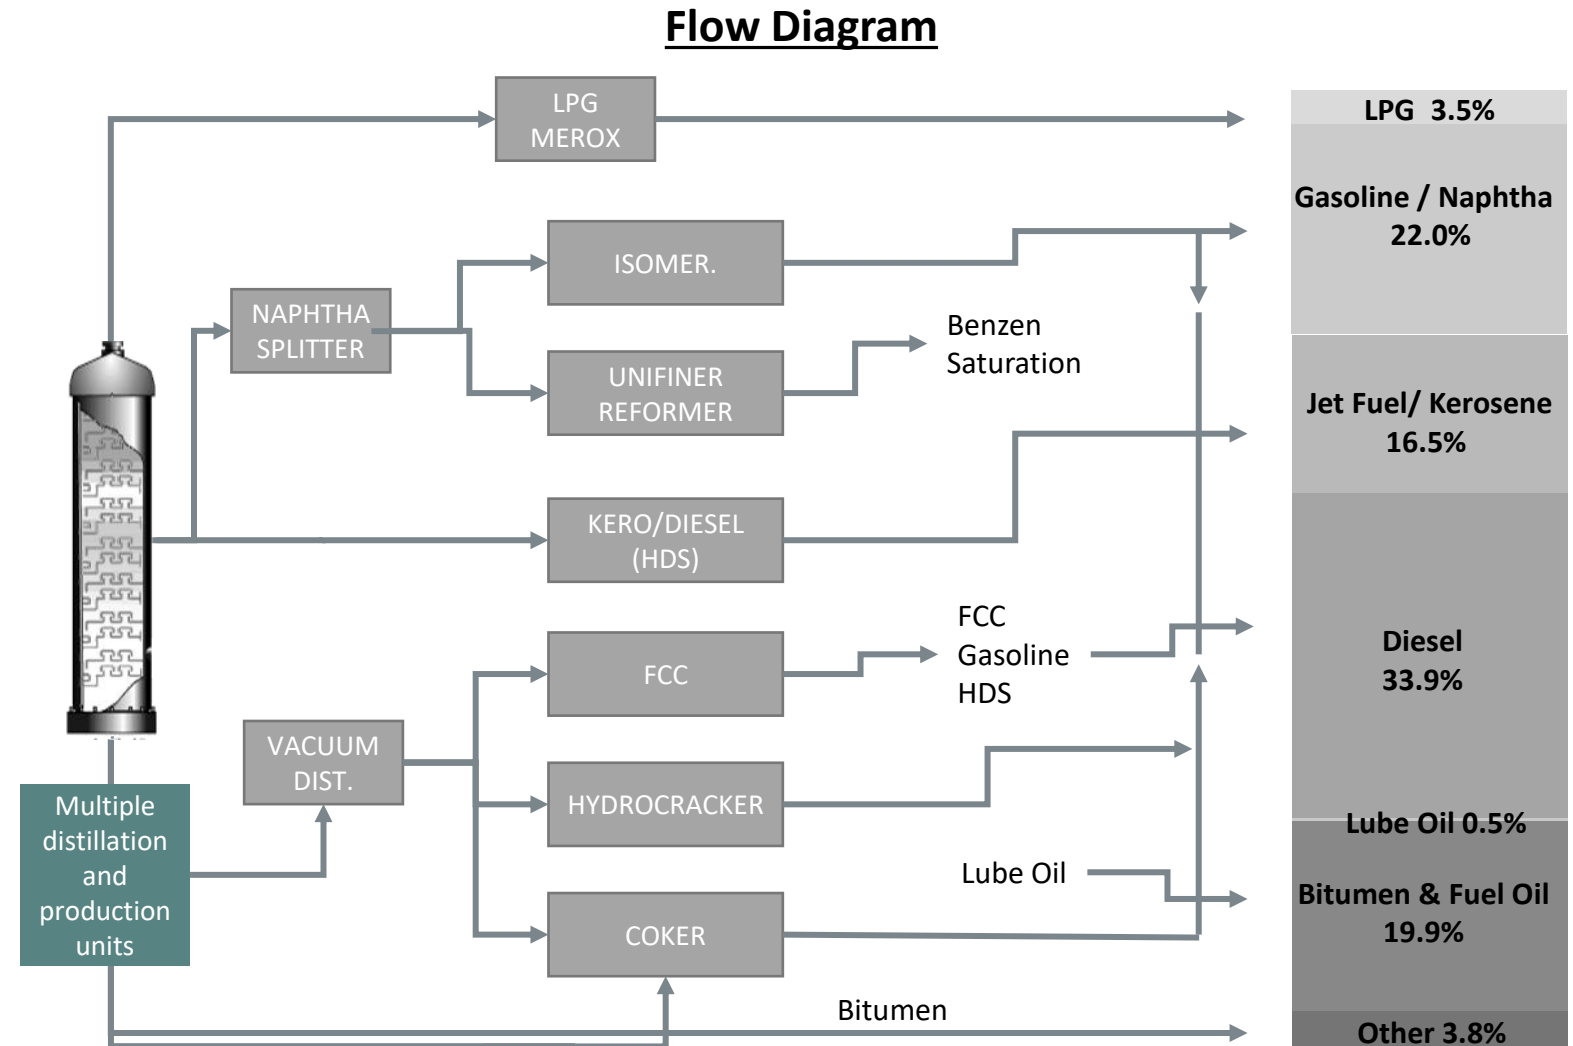 Flow Diagram
LPG
MEROX
LPG  3.5%
Gasoline / Naphtha
22.0%
ISOMER.
NAPHTHA
SPLITTER
Benzen
Saturation
UNIFINER
REFORMER
Jet Fuel/ Kerosene
16.5%
KERO/DIESEL
(HDS)
FCC
Gasoline
HDS
FCC
Diesel
33.9%
VACUUM
DIST.
HYDROCRACKER
Multiple
distillation
and
production
units
Lube Oil 0.5%
Lube Oil
Bitumen & Fuel Oil
19.9%
COKER
Bitumen
Other 3.8%